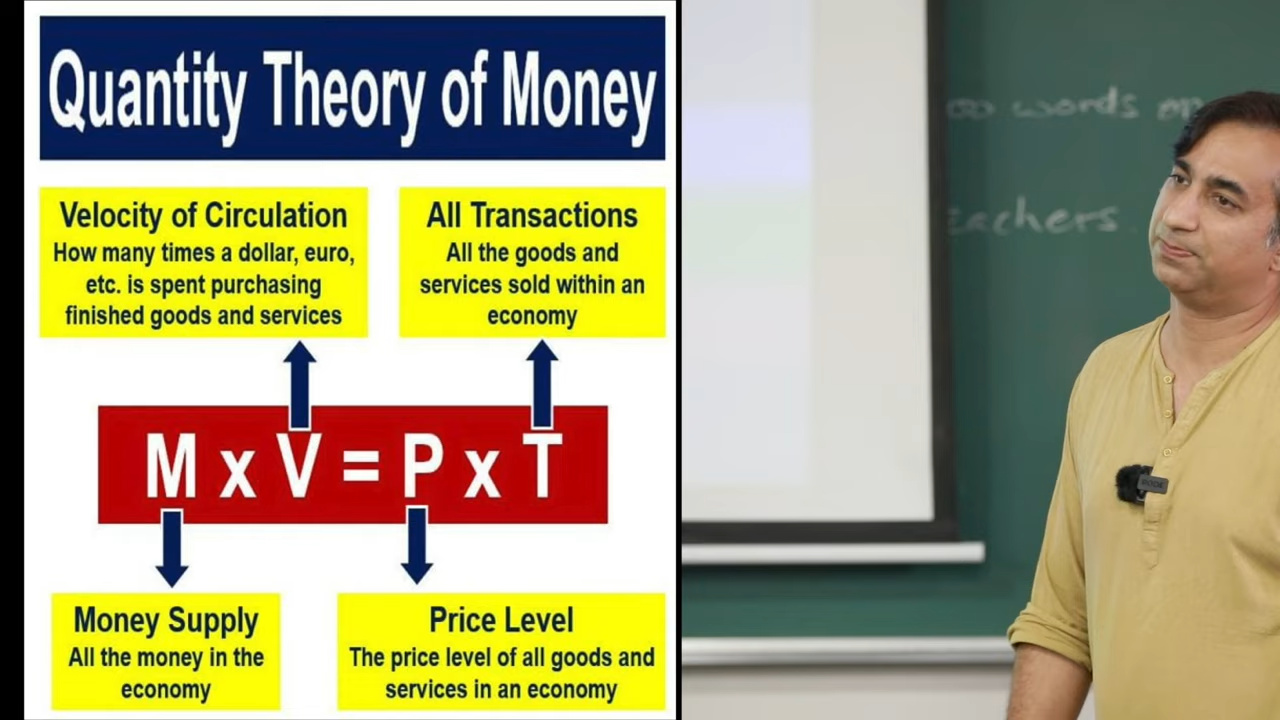 Quantity Theory of Money
Velocity of Circulation
How many times a dollar, euro,
etc. is spent purchasing
finished goods and services
All Transactions
All the goods and
services sold within an
economy
M x V = P x T
Money Supply
All the money in the
economy
Price Level
The price level of all goods and
services in an economy
words on